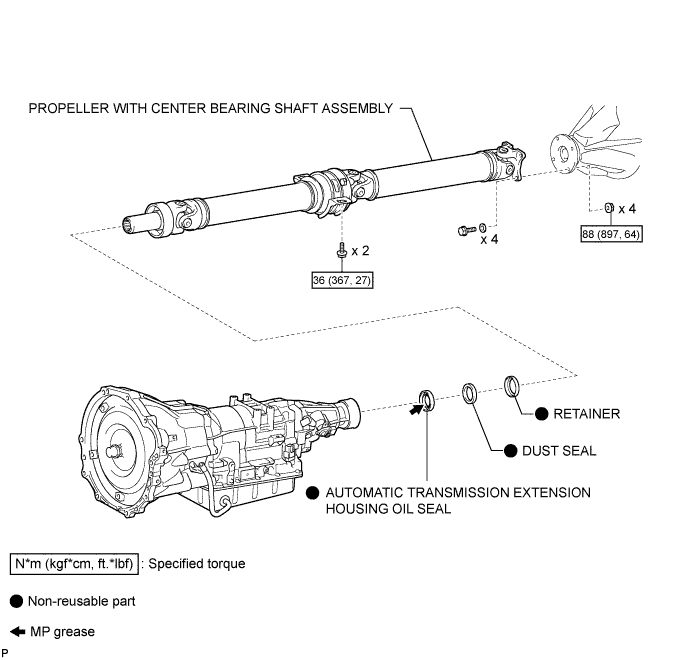 PROPELLER WITH CENTER BEARING SHAFT ASSEMBLY
x 4
88 (897, 64)
x 4
x 2
36 (367, 27)
RETAINER
DUST SEAL
AUTOMATIC TRANSMISSION EXTENSION
HOUSING OIL SEAL
N*m (kgf*cm, ft.*lbf) : Specified torque
Non-reusable part
MP grease
P